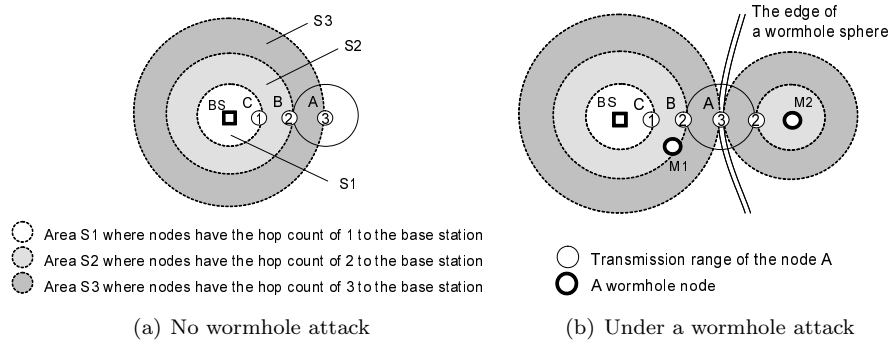 S3
S2
BS C B A
1 2 3
S1
Area S1 where nodes have the hop count of 1 to the base station
Area S2 where nodes have the hop count of 2 to the base station
Area S3 where nodes have the hop count of 3 to the base station
(a) No wormhole attack
The edge of
a wormhole sphere
BS C B A M2
1 2 3 2
M1
Transmission range of the node A
A wormhole node
(b) Under a wormhole attack